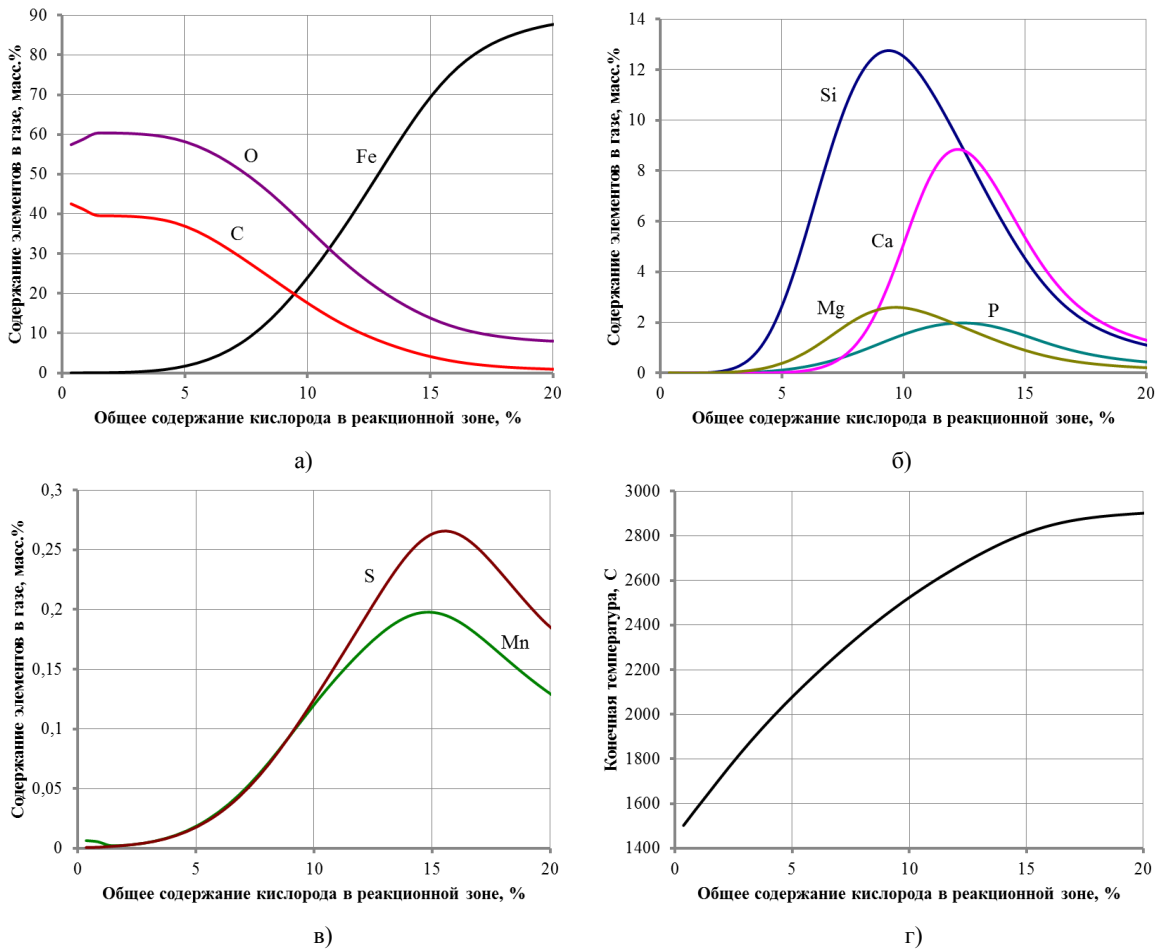 Содержание элементов в газе, масс.%
90
80
70
60
50
40
30
20
10
0
O
Fe
C
0 5 10 15 20
Общее содержание кислорода в реакционной зоне, %
а)
Содержание элементов в газе, масс.%
14
12
10
8
6
4
2
0
Si
Ca
Mg
P
0 5 10 15 20
Общее содержание кислорода в реакционной зоне, %
б)
Содержание элементов в газе, масс.%
0,3
0,25
0,2
0,15
0,1
0,05
0
S
Mn
0 5 10 15 20
Общее содержание кислорода в реакционной зоне, %
в)
Конечная температура, С
3000
2800
2600
2400
2200
2000
1800
1600
1400
0 5 10 15 20
Общее содержание кислорода в реакционной зоне, %
г)